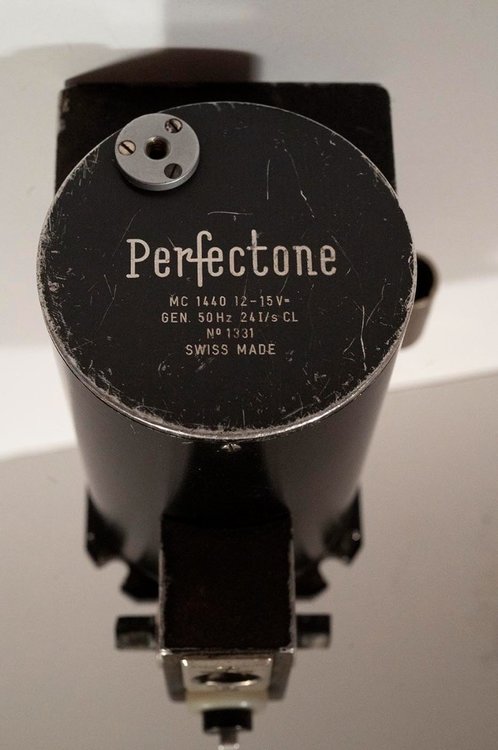 Perfectone
MC 1440 12-15V=
GEN. 50Hz 24I/s CL
Nº 1331
SWISS MADE